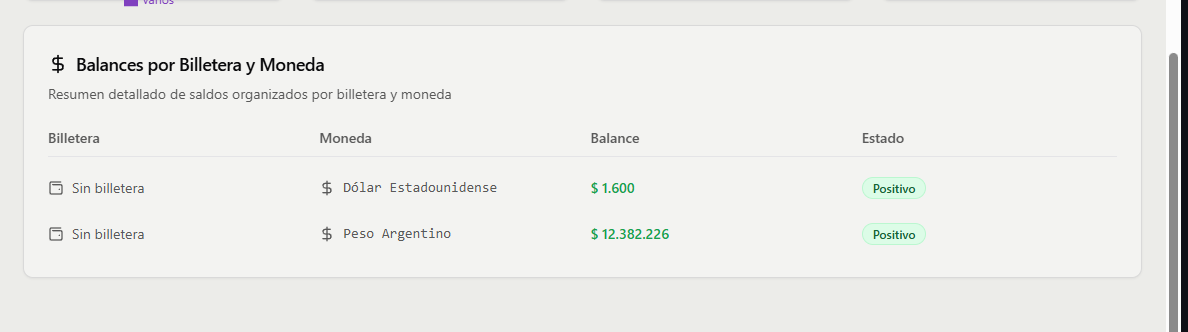 Varios
$ Balances por Billetera y Moneda
Resumen detallado de saldos organizados por billetera y moneda
Billetera Moneda Balance Estado
Sin billetera $ Dólar Estadounidense $ 1.600 Positivo
Sin billetera $ Peso Argentino $ 12.382.226 Positivo